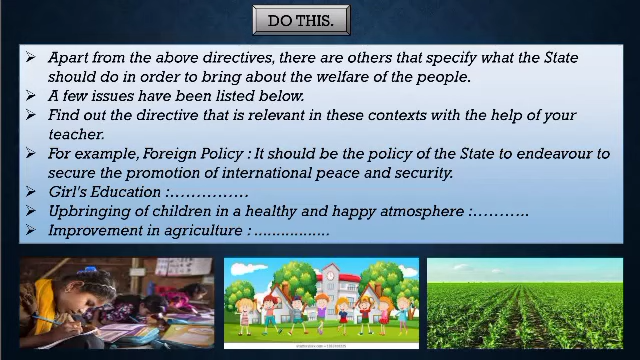 DO THIS.
➢ Apart from the above directives, there are others that specify what the State
should do in order to bring about the welfare of the people.
➢ A few issues have been listed below.
➢ Find out the directive that is relevant in these contexts with the help of your
teacher.
➢ For example, Foreign Policy : It should be the policy of the State to endeavour to
secure the promotion of international peace and security.
➢ Girl's Education :……………
➢ Upbringing of children in a healthy and happy atmosphere :………..
➢ Improvement in agriculture : .................